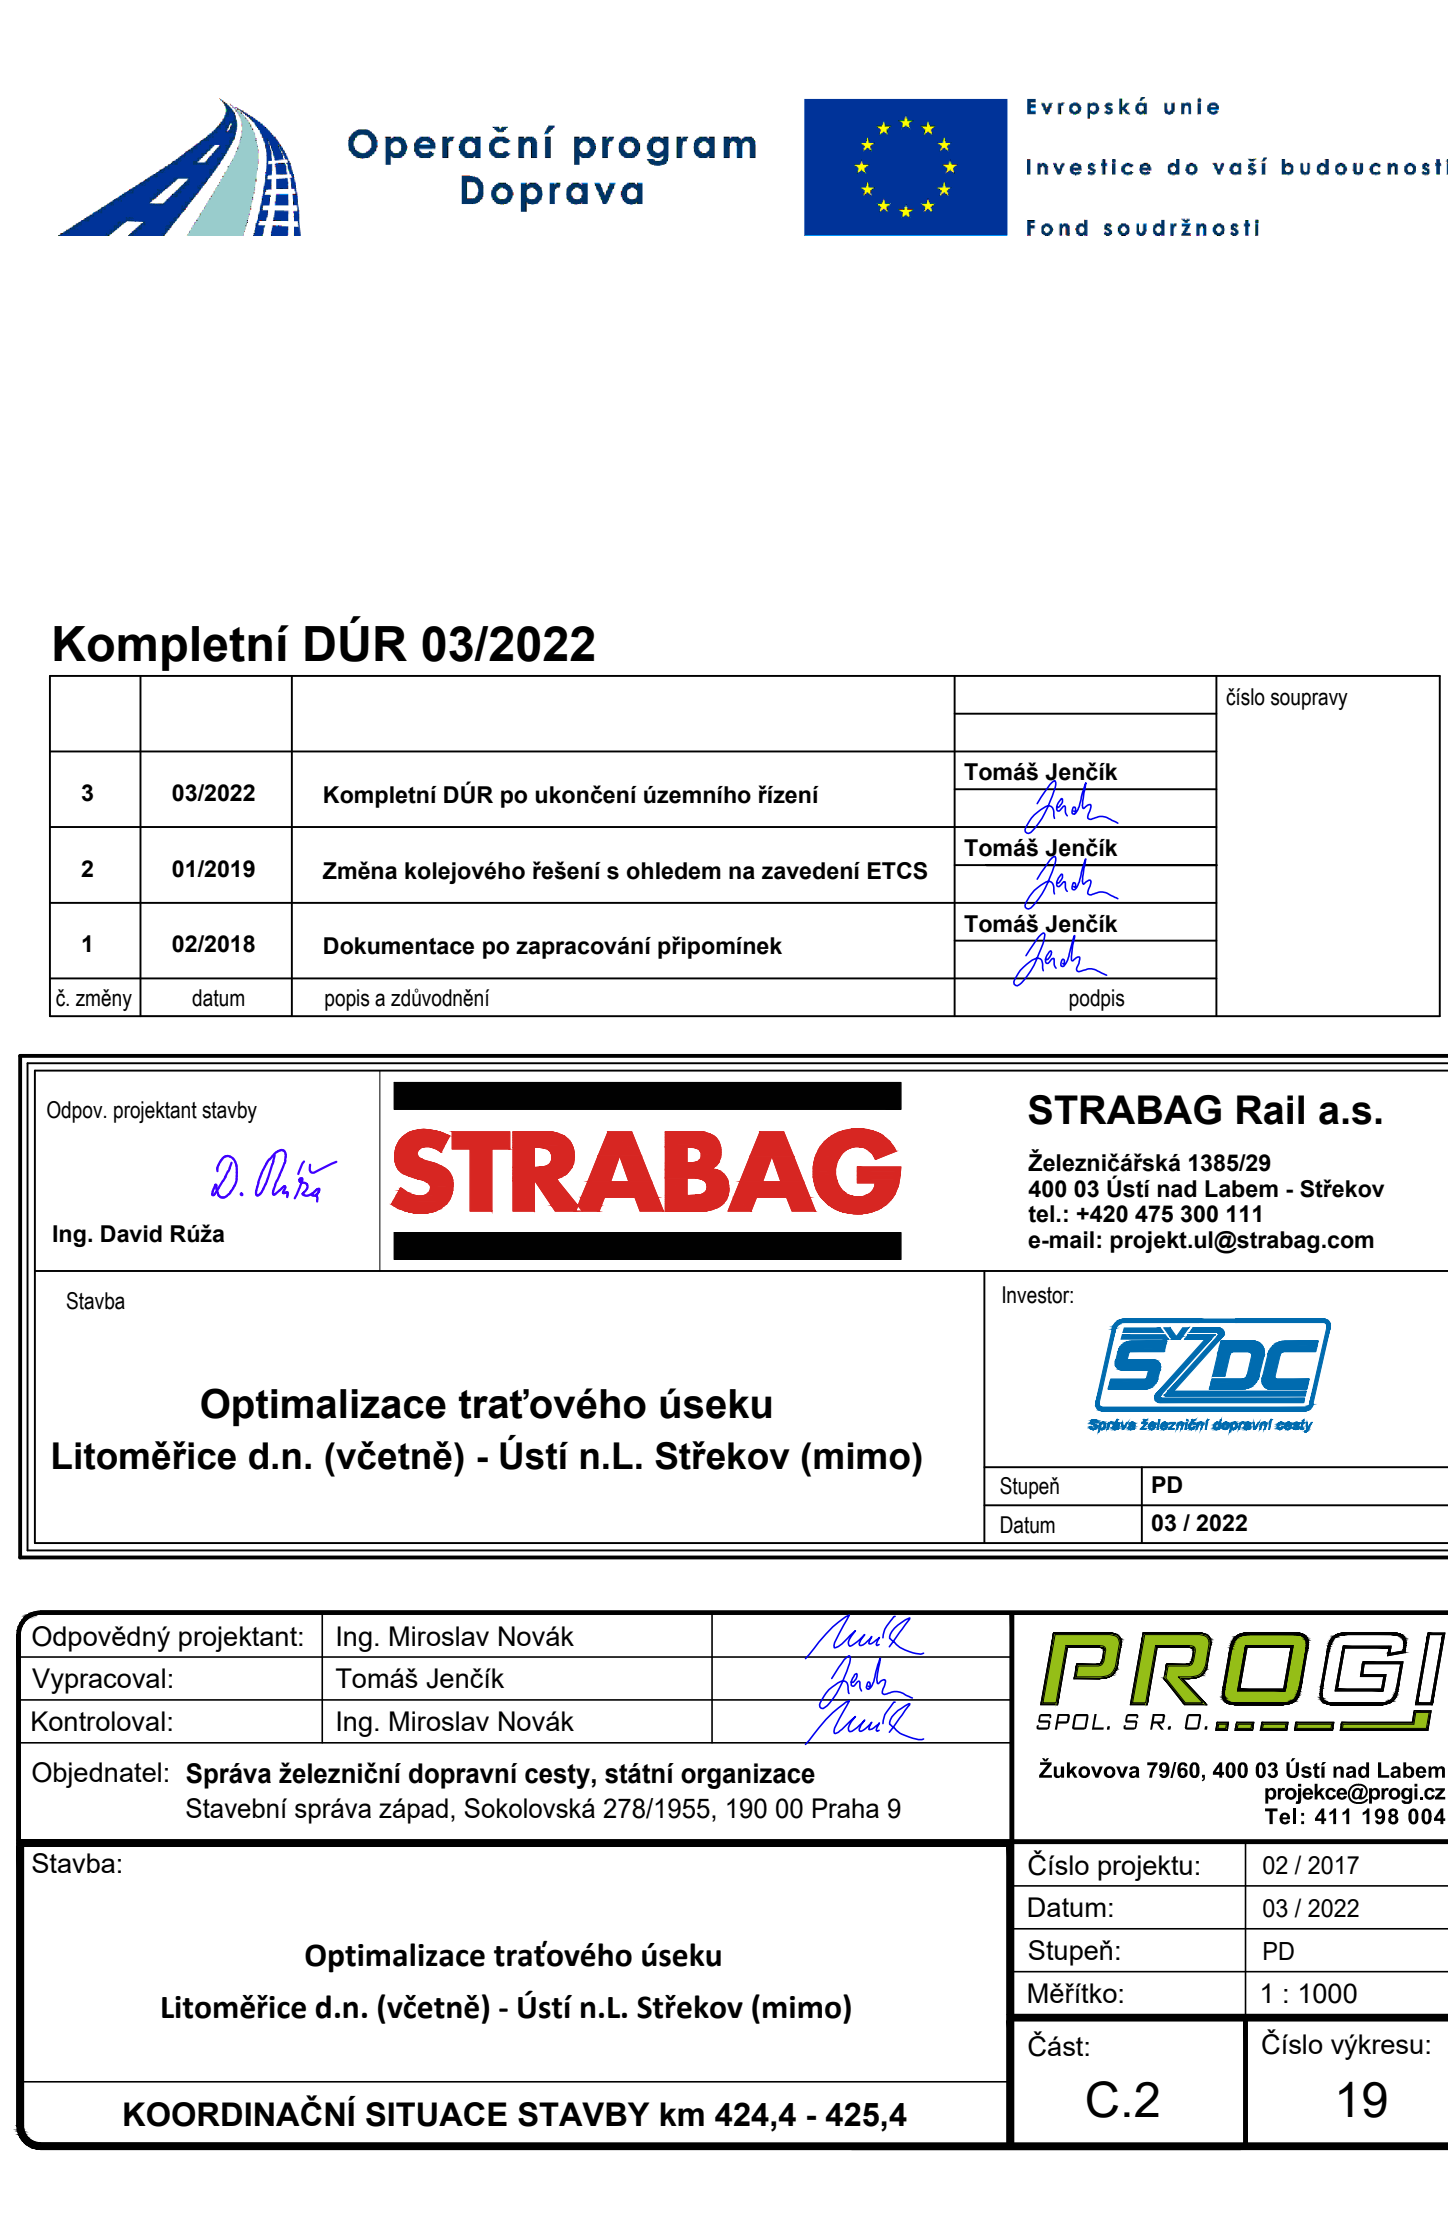 Operační program
Doprava
Evropská unie
Investice do vaší budoucnosti
Fond soudržnosti
Kompletní DÚR 03/2022
číslo soupravy
3 03/2022 Kompletní DÚR po ukončení územního řízení Tomáš Jenčík
2 01/2019 Změna kolejového řešení s ohledem na zavedení ETCS Tomáš Jenčík
1 02/2018 Dokumentace po zapracování připomínek Tomáš Jenčík
č. změny datum popis a zdůvodnění podpis
Odpov. projektant stavby
D. Růža
Ing. David Rúža
STRABAG
STRABAG Rail a.s.
Železničářská 1385/29
400 03 Ústí nad Labem - Střekov
tel.: +420 475 300 111
e-mail: projekt.ul@strabag.com
Stavba
Optimalizace traťového úseku
Litoměřice d.n. (včetně) - Ústí n.L. Střekov (mimo)
Investor:
SŽDC
Správa železniční dopravní cesty
Stupeň PD
Datum 03 / 2022
Odpovědný projektant: Ing. Miroslav Novák
Vypracoval: Tomáš Jenčík
Kontroloval: Ing. Miroslav Novák
Objednatel: Správa železniční dopravní cesty, státní organizace
Stavební správa západ, Sokolovská 278/1955, 190 00 Praha 9
PROGI
SPOL. S R. O.
Žukovova 79/60, 400 03 Ústí nad Labem
projekce@progi.cz
Tel: 411 198 004
Stavba:
Optimalizace traťového úseku
Litoměřice d.n. (včetně) - Ústí n.L. Střekov (mimo)
KOORDINAČNÍ SITUACE STAVBY km 424,4 - 425,4
Číslo projektu: 02 / 2017
Datum: 03 / 2022
Stupeň: PD
Měřítko: 1 : 1000
Část: Číslo výkresu:
C.2 19